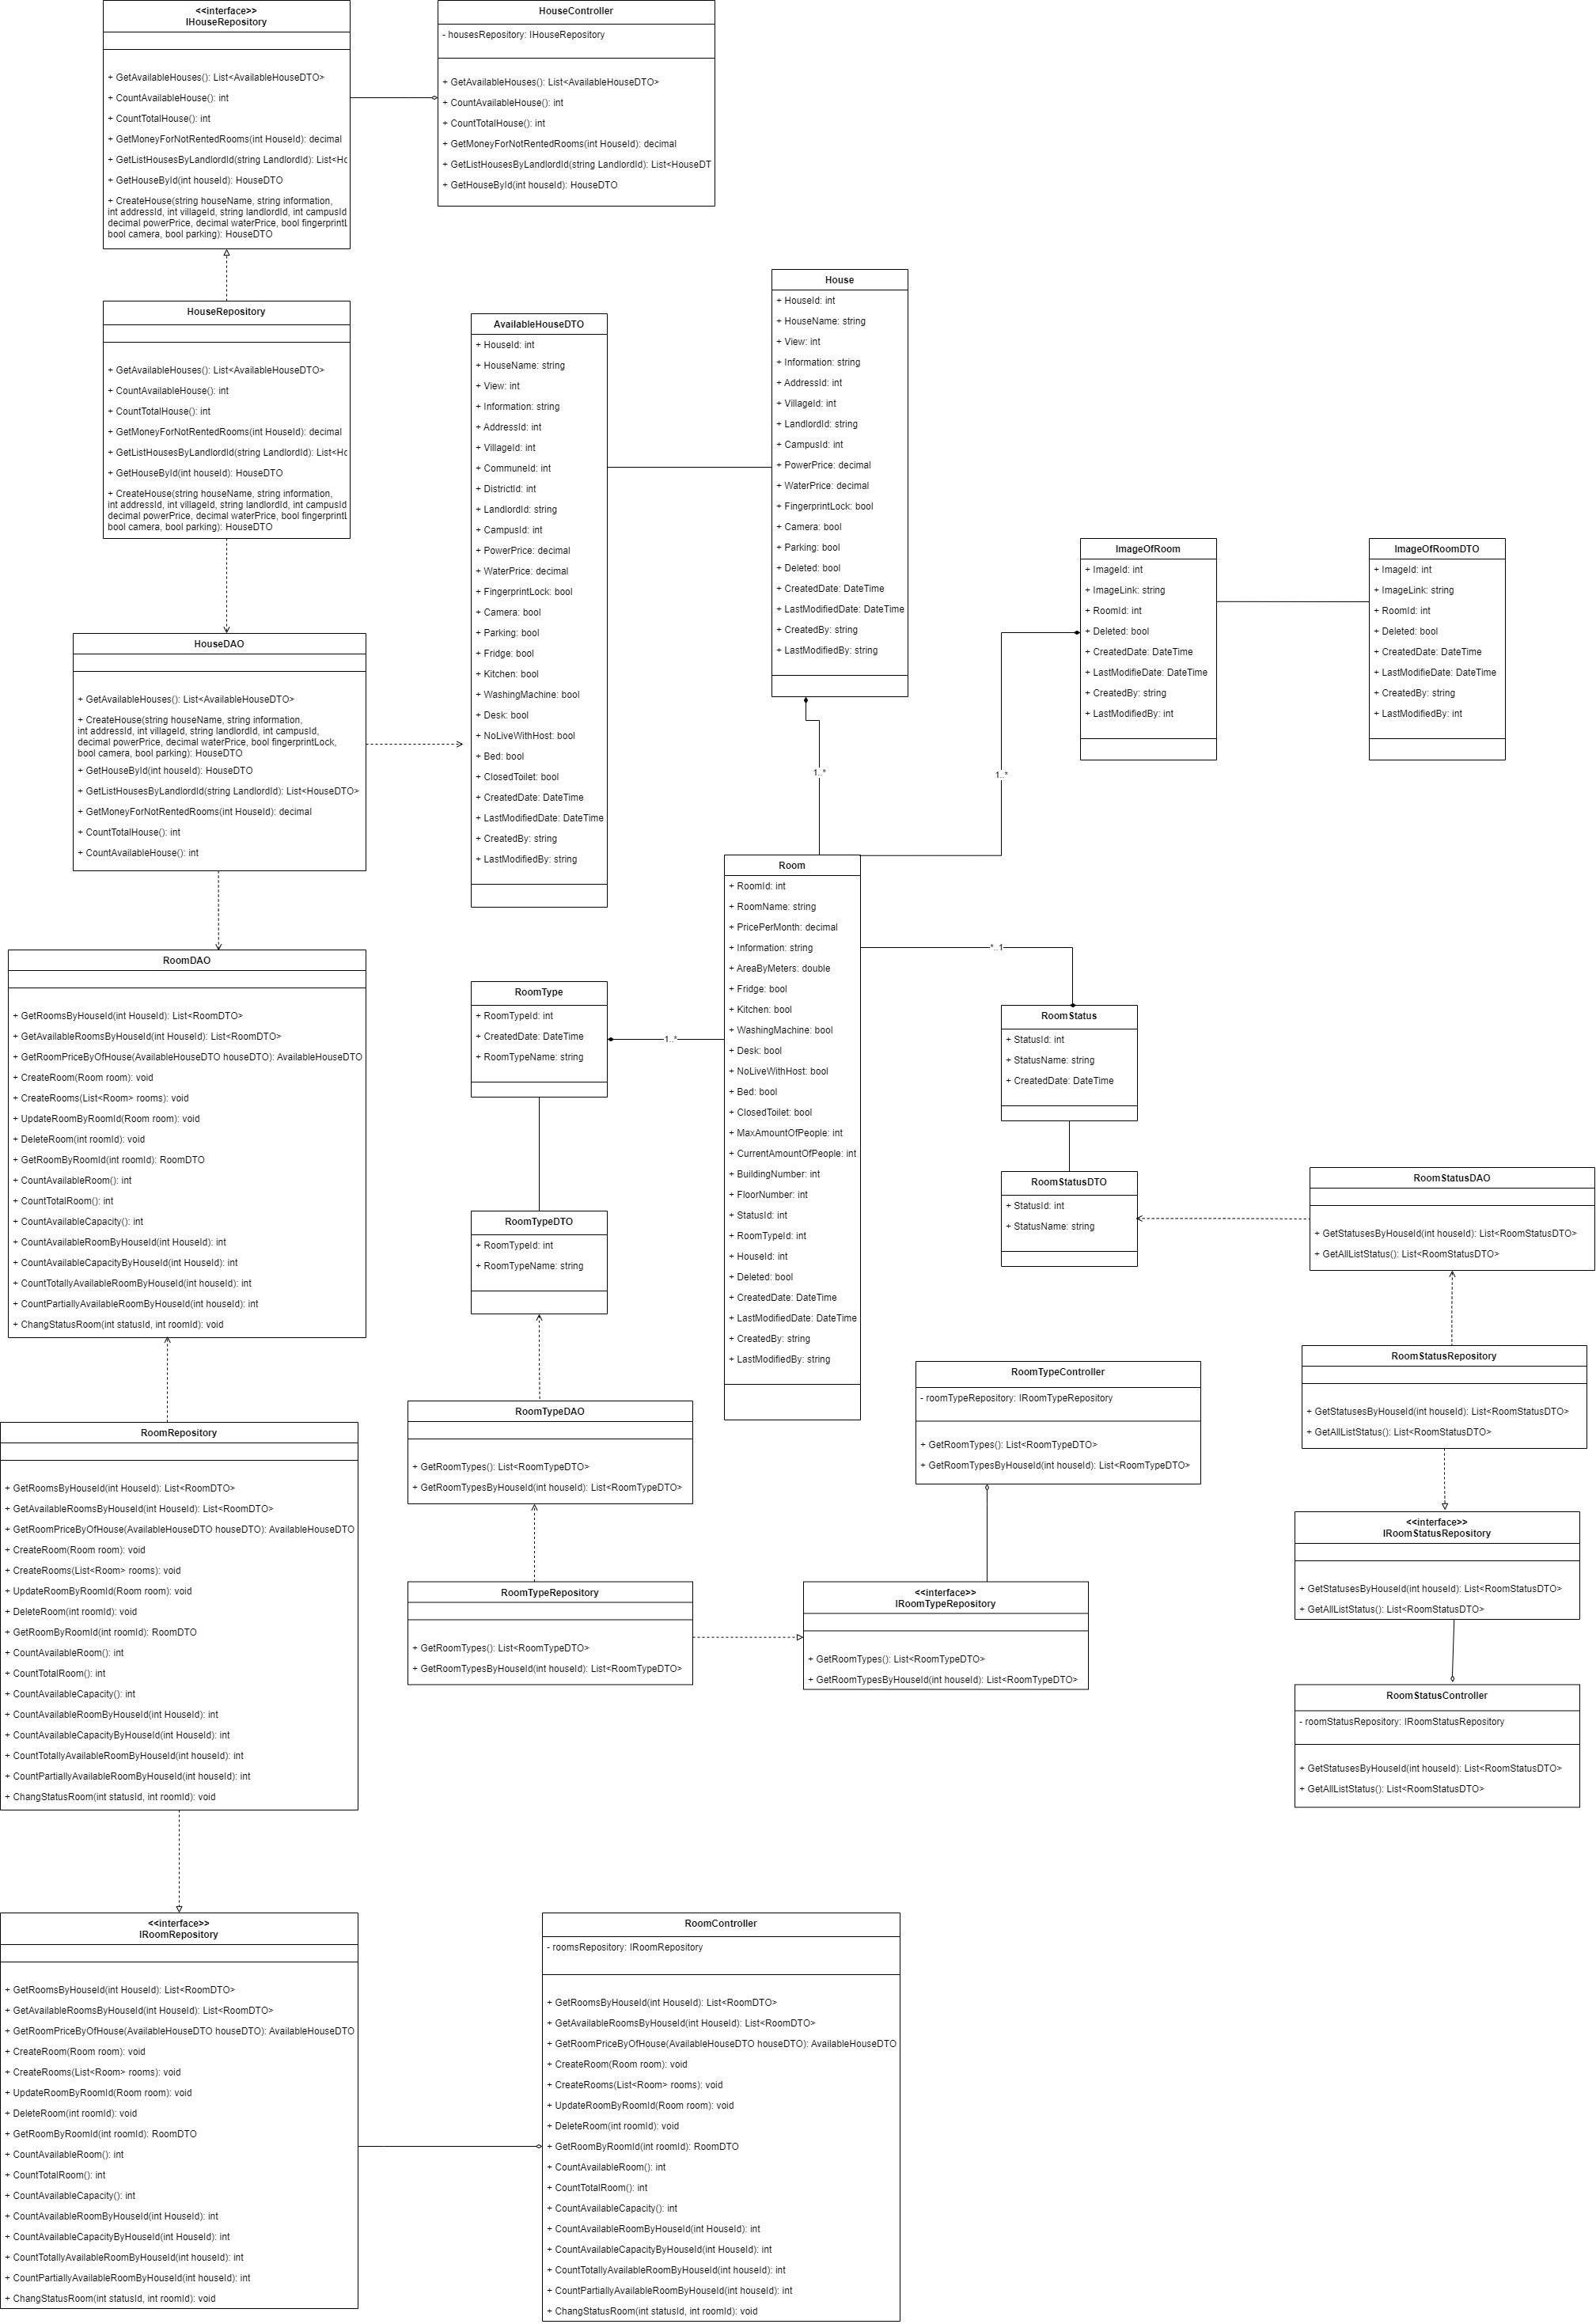 <<interface>>
IHouseRepository
+ GetAvailableHouses(): List<AvailableHouseDTO>
+ CountAvailableHouse(): int
+ CountTotalHouse(): int
+ GetMoneyForNotRentedRooms(int HouseId): decimal
+ GetListHousesByLandlordId(string LandlordId): List<Hc
+ GetHouseById(int houseId): HouseDTO
+ CreateHouse(string houseName, string information,
int addressId, int villageId, string landlordId, int campusId
decimal powerPrice, decimal waterPrice, bool fingerprintL
bool camera, bool parking): HouseDTO
HouseController
- housesRepository: IHouseRepository
+ GetAvailableHouses(): List<AvailableHouseDTO>
+ CountAvailableHouse(): int
+ CountTotalHouse(): int
+ GetMoneyForNotRentedRooms(int HouseId): decimal
+ GetListHousesByLandlordId(string LandlordId): List<HouseDT
+ GetHouseById(int houseId): HouseDTO
HouseRepository
+ GetAvailableHouses(): List<AvailableHouseDTO>
+ CountAvailableHouse(): int
+ CountTotalHouse(): int
+ GetMoneyForNotRentedRooms(int HouseId): decimal
+ GetListHousesByLandlordId(string LandlordId): List<Hc
+ GetHouseById(int houseId): HouseDTO
+ CreateHouse(string houseName, string information,
int addressId, int villageId, string landlordId, int campusId
decimal powerPrice, decimal waterPrice, bool fingerprintL
bool camera, bool parking): HouseDTO
AvailableHouseDTO
+ HouseId: int
+ HouseName: string
+ View: int
+ Information: string
+ AddressId: int
+ VillageId: int
+ CommuneId: int
+ DistrictId: int
+ LandlordId: string
+ CampusId: int
+ PowerPrice: decimal
+ WaterPrice: decimal
+ FingerprintLock: bool
+ Camera: bool
+ Parking: bool
+ Fridge: bool
+ Kitchen: bool
+ WashingMachine: bool
+ Desk: bool
+ NoLiveWithHost: bool
+ Bed: bool
+ ClosedToilet: bool
+ CreatedDate: DateTime
+ LastModifiedDate: DateTime
+ CreatedBy: string
+ LastModifiedBy: string
House
+ HouseId: int
+ HouseName: string
+ View: int
+ Information: string
+ AddressId: int
+ VillageId: int
+ LandlordId: string
+ CampusId: int
+ PowerPrice: decimal
+ WaterPrice: decimal
+ FingerprintLock: bool
+ Camera: bool
+ Parking: bool
+ Deleted: bool
+ CreatedDate: DateTime
+ LastModifiedDate: DateTime
+ CreatedBy: string
+ LastModifiedBy: string
ImageOfRoom
+ ImageId: int
+ ImageLink: string
+ RoomId: int
+ Deleted: bool
+ CreatedDate: DateTime
+ LastModifieDate: DateTime
+ CreatedBy: string
+ LastModifiedBy: int
ImageOfRoomDTO
+ ImageId: int
+ ImageLink: string
+ RoomId: int
+ Deleted: bool
+ CreatedDate: DateTime
+ LastModifieDate: DateTime
+ CreatedBy: string
+ LastModifiedBy: int
HouseDAO
+ GetAvailableHouses(): List<AvailableHouseDTO>
+ CreateHouse(string houseName, string information,
int addressId, int villageId, string landlordId, int campusId,
decimal powerPrice, decimal waterPrice, bool fingerprintLock,
bool camera, bool parking): HouseDTO
+ GetHouseById(int houseId): HouseDTO
+ GetListHousesByLandlordId(string LandlordId): List<HouseDTO>
+ GetMoneyForNotRentedRooms(int HouseId): decimal
+ CountTotalHouse(): int
+ CountAvailableHouse(): int
1..*
1..*
Room
+ RoomId: int
+ RoomName: string
+ PricePerMonth: decimal
+ Information: string
+ AreaByMeters: double
+ Fridge: bool
+ Kitchen: bool
+ WashingMachine: bool
+ Desk: bool
+ NoLiveWithHost: bool
+ Bed: bool
+ ClosedToilet: bool
+ MaxAmountOfPeople: int
+ CurrentAmountOfPeople: int
+ BuildingNumber: int
+ FloorNumber: int
+ StatusId: int
+ RoomTypeId: int
+ HouseId: int
+ Deleted: bool
+ CreatedDate: DateTime
+ LastModifiedDate: DateTime
+ CreatedBy: string
+ LastModifiedBy: string
*..1
1..*
RoomDAO
+ GetRoomsByHouseId(int HouseId): List<RoomDTO>
+ GetAvailableRoomsByHouseId(int HouseId): List<RoomDTO>
+ GetRoomPriceByOfHouse(AvailableHouseDTO houseDTO): AvailableHouseDTO
+ CreateRoom(Room room): void
+ CreateRooms(List<Room> rooms): void
+ UpdateRoomByRoomId(Room room): void
+ DeleteRoom(int roomId): void
+ GetRoomByRoomId(int roomId): RoomDTO
+ CountAvailableRoom(): int
+ CountTotalRoom(): int
+ CountAvailableCapacity(): int
+ CountAvailableRoomByHouseId(int HouseId): int
+ CountAvailableCapacityByHouseId(int HouseId): int
+ CountTotallyAvailableRoomByHouseId(int houseId): int
+ CountPartiallyAvailableRoomByHouseId(int houseId): int
+ ChangStatusRoom(int statusId, int roomId): void
RoomType
+ RoomTypeId: int
+ CreatedDate: DateTime
+ RoomTypeName: string
RoomStatus
+ StatusId: int
+ StatusName: string
+ CreatedDate: DateTime
RoomStatusDTO
+ StatusId: int
+ StatusName: string
RoomStatusDAO
+ GetStatusesByHouseId(int houseId): List<RoomStatusDTO>
+ GetAllListStatus(): List<RoomStatusDTO>
RoomTypeDTO
+ RoomTypeId: int
+ RoomTypeName: string
RoomStatusRepository
+ GetStatusesByHouseId(int houseId): List<RoomStatusDTO>
+ GetAllListStatus(): List<RoomStatusDTO>
RoomTypeController
- roomTypeRepository: IRoomTypeRepository
+ GetRoomTypes(): List<RoomTypeDTO>
+ GetRoomTypesByHouseId(int houseId): List<RoomTypeDTO>
RoomTypeDAO
+ GetRoomTypes(): List<RoomTypeDTO>
+ GetRoomTypesByHouseId(int houseId): List<RoomTypeDTO>
RoomRepository
+ GetRoomsByHouseId(int HouseId): List<RoomDTO>
+ GetAvailableRoomsByHouseId(int HouseId): List<RoomDTO>
+ GetRoomPriceByOfHouse(AvailableHouseDTO houseDTO): AvailableHouseDTO
+ CreateRoom(Room room): void
+ CreateRooms(List<Room> rooms): void
+ UpdateRoomByRoomId(Room room): void
+ DeleteRoom(int roomId): void
+ GetRoomByRoomId(int roomId): RoomDTO
+ CountAvailableRoom(): int
+ CountTotalRoom(): int
+ CountAvailableCapacity(): int
+ CountAvailableRoomByHouseId(int HouseId): int
+ CountAvailableCapacityByHouseId(int HouseId): int
+ CountTotallyAvailableRoomByHouseId(int houseId): int
+ CountPartiallyAvailableRoomByHouseId(int houseId): int
+ ChangStatusRoom(int statusId, int roomId): void
<<interface>>
IRoomStatusRepository
+ GetStatusesByHouseId(int houseId): List<RoomStatusDTO>
+ GetAllListStatus(): List<RoomStatusDTO>
RoomTypeRepository
+ GetRoomTypes(): List<RoomTypeDTO>
+ GetRoomTypesByHouseId(int houseId): List<RoomTypeDTO>
<<interface>>
IRoomTypeRepository
+ GetRoomTypes(): List<RoomTypeDTO>
+ GetRoomTypesByHouseId(int houseId): List<RoomTypeDTO>
RoomStatusController
- roomStatusRepository: IRoomStatusRepository
+ GetStatusesByHouseId(int houseId): List<RoomStatusDTO>
+ GetAllListStatus(): List<RoomStatusDTO>
<<interface>>
IRoomRepository
+ GetRoomsByHouseId(int HouseId): List<RoomDTO>
+ GetAvailableRoomsByHouseId(int HouseId): List<RoomDTO>
+ GetRoomPriceByOfHouse(AvailableHouseDTO houseDTO): AvailableHouseDTO
+ CreateRoom(Room room): void
+ CreateRooms(List<Room> rooms): void
+ UpdateRoomByRoomId(Room room): void
+ DeleteRoom(int roomId): void
+ GetRoomByRoomId(int roomId): RoomDTO
+ CountAvailableRoom(): int
+ CountTotalRoom(): int
+ CountAvailableCapacity(): int
+ CountAvailableRoomByHouseId(int HouseId): int
+ CountAvailableCapacityByHouseId(int HouseId): int
+ CountTotallyAvailableRoomByHouseId(int houseId): int
+ CountPartiallyAvailableRoomByHouseId(int houseId): int
+ ChangStatusRoom(int statusId, int roomId): void
RoomController
- roomsRepository: IRoomRepository
+ GetRoomsByHouseId(int HouseId): List<RoomDTO>
+ GetAvailableRoomsByHouseId(int HouseId): List<RoomDTO>
+ GetRoomPriceByOfHouse(AvailableHouseDTO houseDTO): AvailableHouseDTO
+ CreateRoom(Room room): void
+ CreateRooms(List<Room> rooms): void
+ UpdateRoomByRoomId(Room room): void
+ DeleteRoom(int roomId): void
+ GetRoomByRoomId(int roomId): RoomDTO
+ CountAvailableRoom(): int
+ CountTotalRoom(): int
+ CountAvailableCapacity(): int
+ CountAvailableRoomByHouseId(int HouseId): int
+ CountAvailableCapacityByHouseId(int HouseId): int
+ CountTotallyAvailableRoomByHouseId(int houseId): int
+ CountPartiallyAvailableRoomByHouseId(int houseId): int
+ ChangStatusRoom(int statusId, int roomId): void